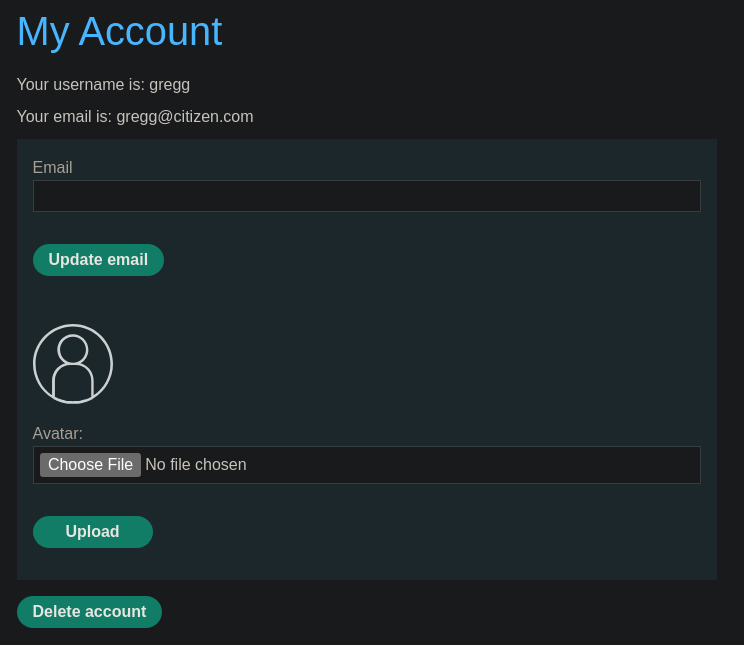 My Account
Your username is: gregg
Your email is: gregg@citizen.com
Email
Update email
Avatar:
Choose File No file chosen
Upload
Delete account